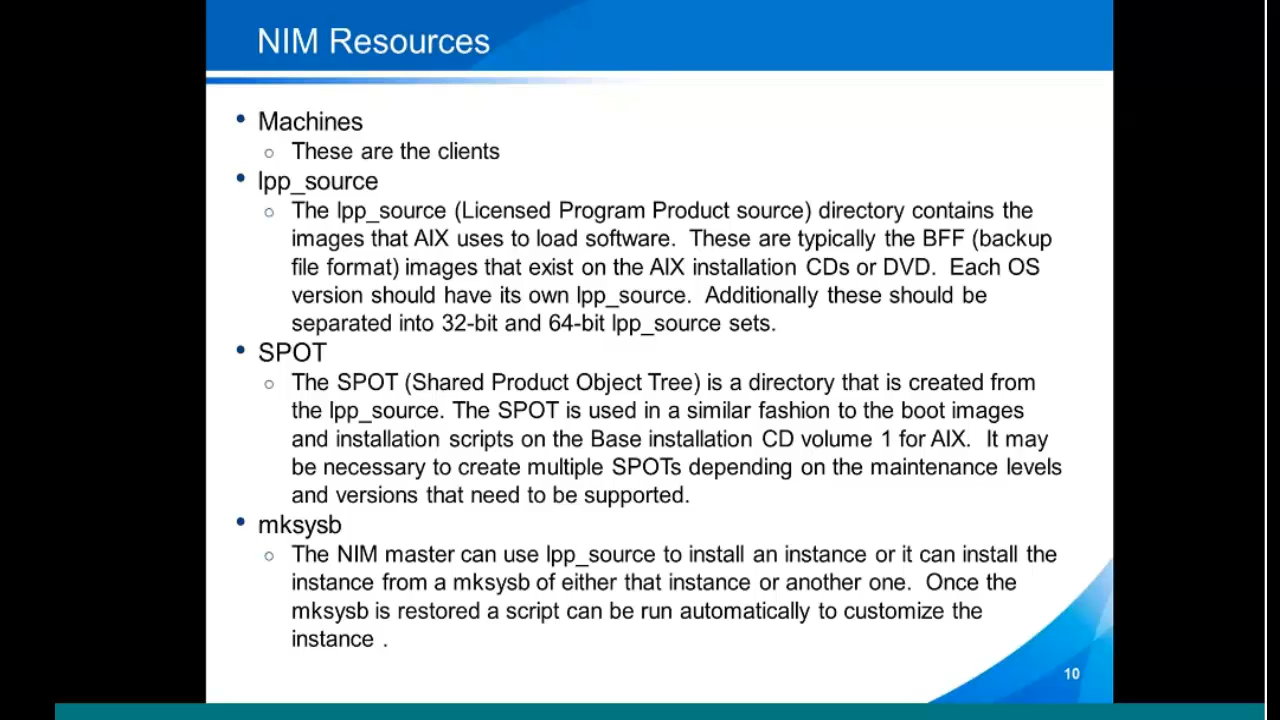 NIM Resources
• Machines
○ These are the clients
• lpp_source
○ The lpp_source (Licensed Program Product source) directory contains the
images that AIX uses to load software.  These are typically the BFF (backup
file format) images that exist on the AIX installation CDs or DVD.  Each OS
version should have its own lpp_source.  Additionally these should be
separated into 32-bit and 64-bit lpp_source sets.
• SPOT
○ The SPOT (Shared Product Object Tree) is a directory that is created from
the lpp_source. The SPOT is used in a similar fashion to the boot images
and installation scripts on the Base installation CD volume 1 for AIX.  It may
be necessary to create multiple SPOTs depending on the maintenance levels
and versions that need to be supported.
• mksysb
○ The NIM master can use lpp_source to install an instance or it can install the
instance from a mksysb of either that instance or another one.  Once the
mksysb is restored a script can be run automatically to customize the
instance .
10